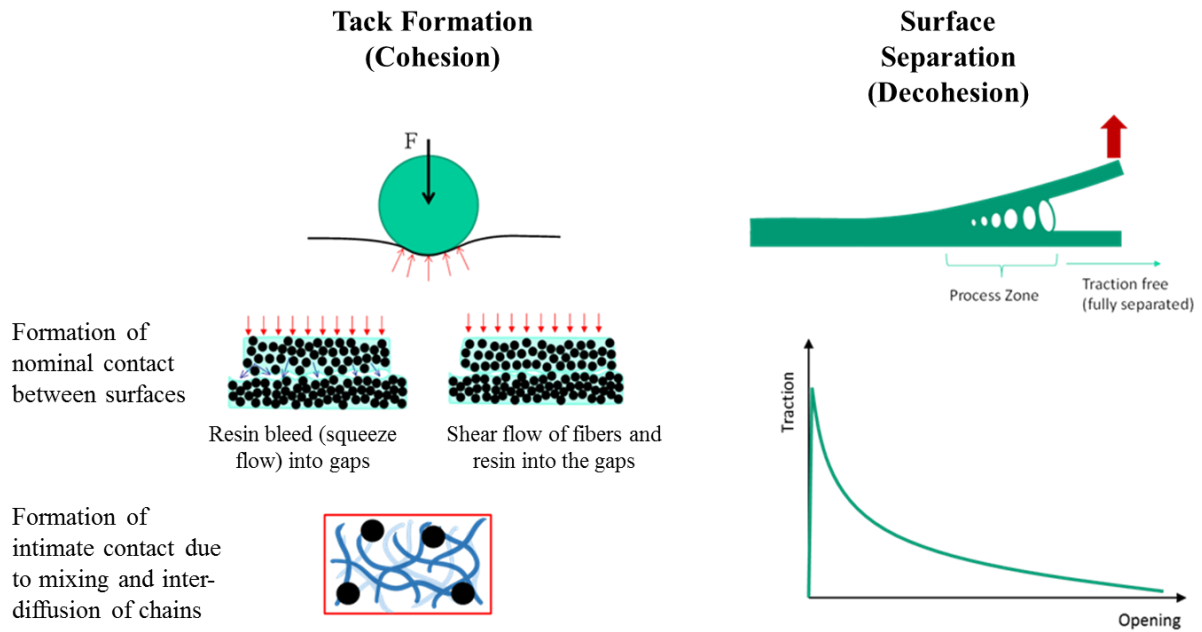 Tack Formation
(Cohesion)
Surface
Separation
(Decohesion)
F
Process Zone
Traction free
(fully separated)
Formation of
nominal contact
between surfaces
Resin bleed (squeeze
flow) into gaps
Shear flow of fibers and
resin into the gaps
Traction
Opening
Formation of
intimate contact due
to mixing and inter-
diffusion of chains